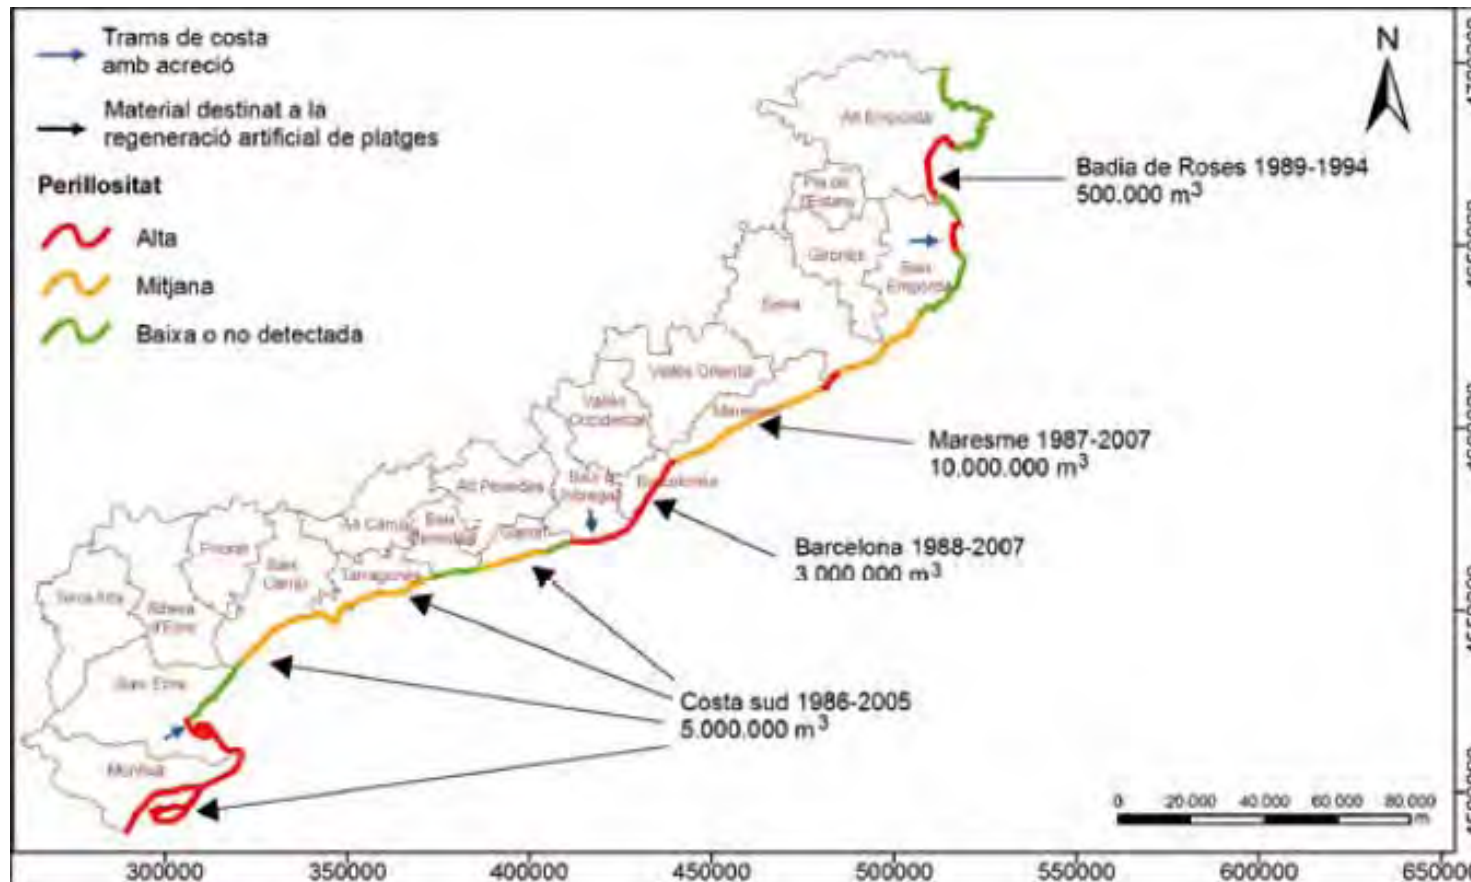 Trams de costa
amb acreció
Material destinat a la
regeneració artificial de platges
Perillositat
Alta
Mitjana
Baixa o no detectada
N
Alt Empordà
Badia de Roses 1989-1994
500.000 m³
Pla de
l'Estany
Gironès
Baix
Empordà
Selva
Vallès Oriental
Vallès
Occidental
Maresme
Maresme 1987-2007
10.000.000 m³
Alt Penedès
Baix
Llobregat
Barcelonès
Barcelona 1988-2007
3.000.000 m³
Alt Camp
Baix
Penedès
Garraf
Priorat
Baix
Camp
Tarragonès
Terra Alta
Ribera
d'Ebre
Baix Ebre
Montsià
Costa sud 1986-2005
5.000.000 m³
0 20.000 40.000 60.000 80.000
m
300000 350000 400000 450000 500000 550000 600000 650000